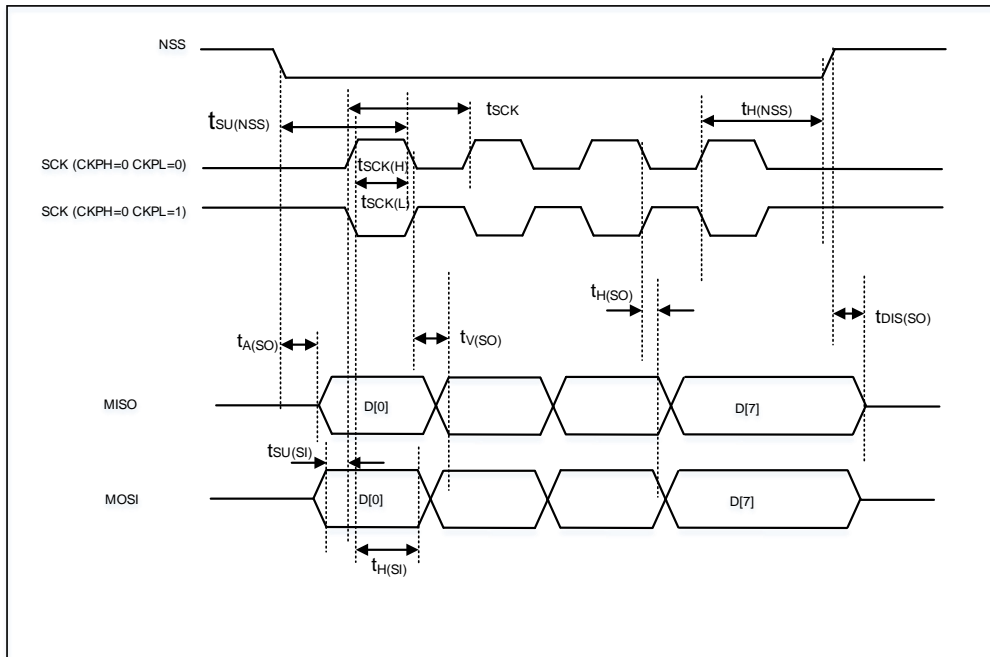 NSS
tSCK
tH(NSS)
tSU(NSS)
SCK (CKPH=0 CKPL=0)
tSCK(H)
tSCK(L)
SCK (CKPH=0 CKPL=1)
tH(SO)
tDIS(SO)
tA(SO)
tV(SO)
MISO
D[0]
D[7]
tSU(SI)
MOSI
D[0]
D[7]
tH(SI)